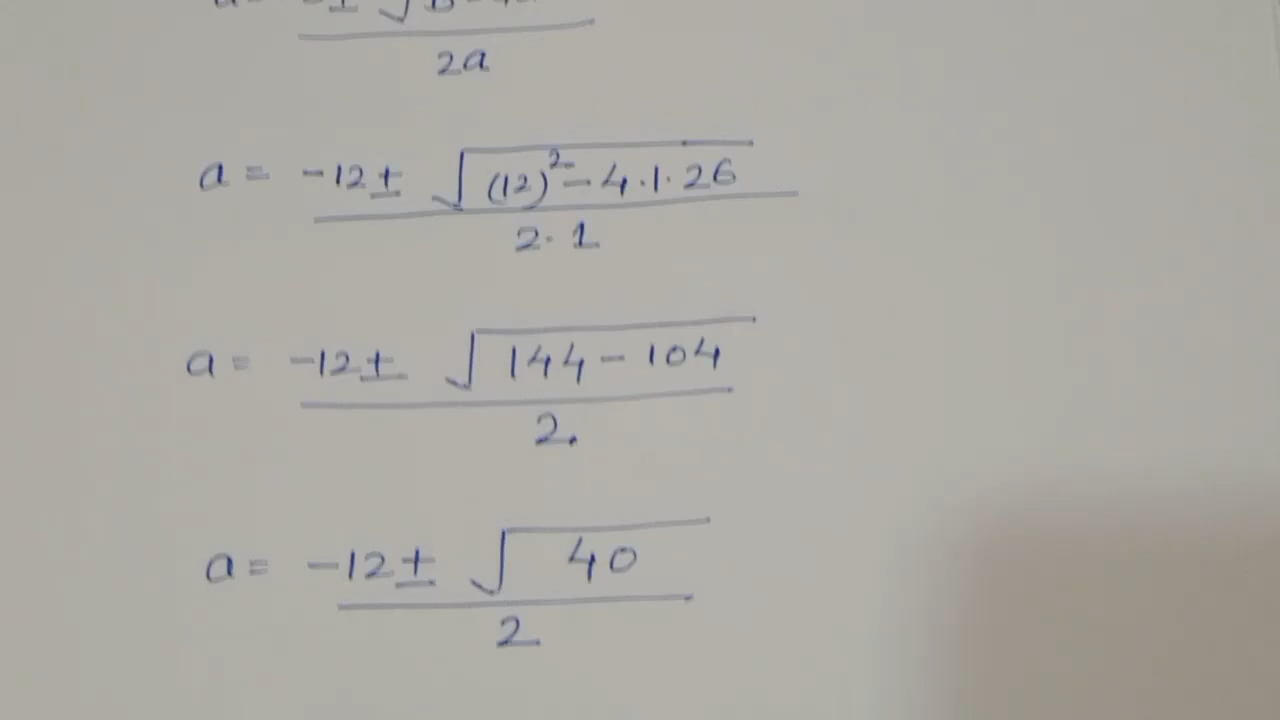 2a
a = -12 ± √(12)² - 4.1.26
2.1
a = -12 ± √144 - 104
2.
a = -12 ± √40
2